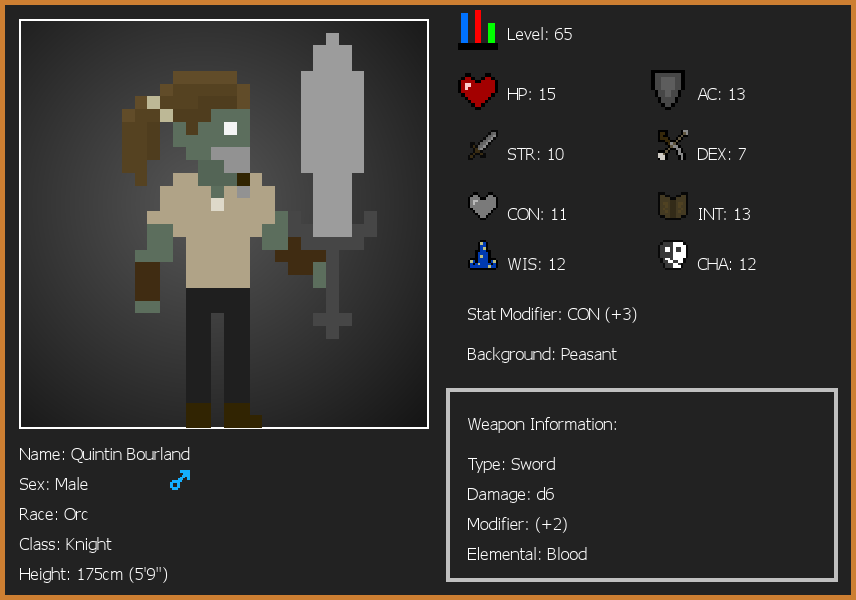 Level: 65
HP: 15
AC: 13
STR: 10
DEX: 7
CON: 11
INT: 13
WIS: 12
CHA: 12
Stat Modifier: CON (+3)
Background: Peasant
Weapon Information:
Type: Sword
Damage: d6
Modifier: (+2)
Elemental: Blood
Name: Quintin Bourland
Sex: Male
Race: Orc
Class: Knight
Height: 175cm (5'9")